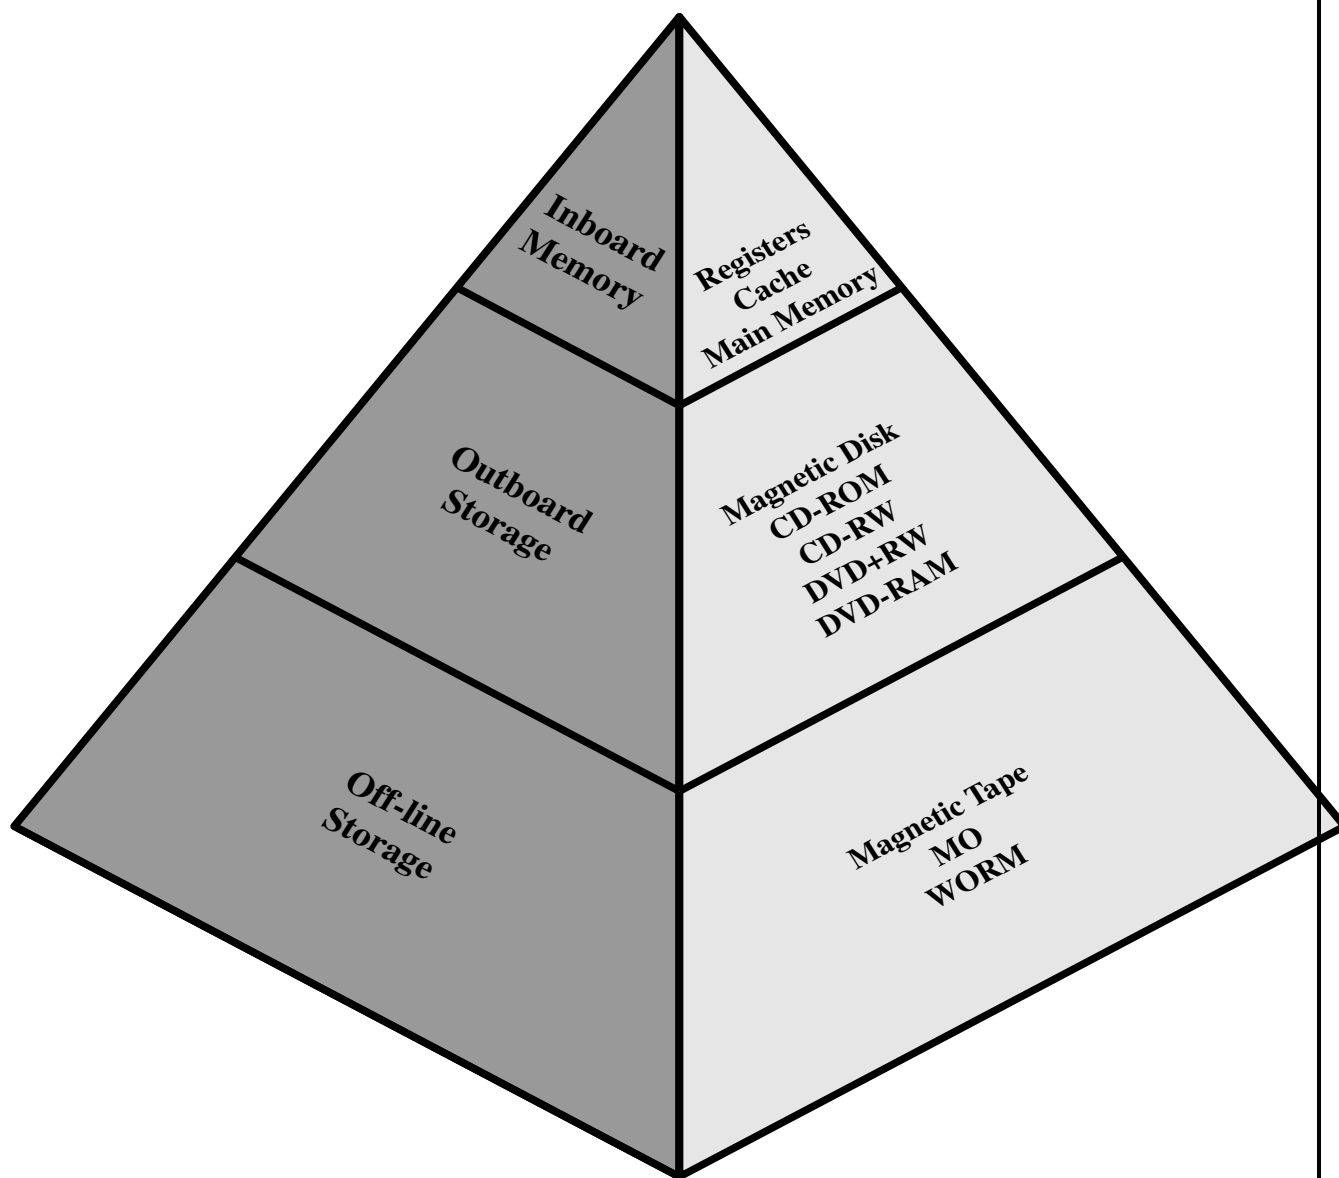 Inboard
Memory
Registers
Cache
Main Memory
Outboard
Storage
Magnetic Disk
CD-ROM
CD-RW
DVD+RW
DVD-RAM
Off-line
Storage
Magnetic Tape
MO
WORM